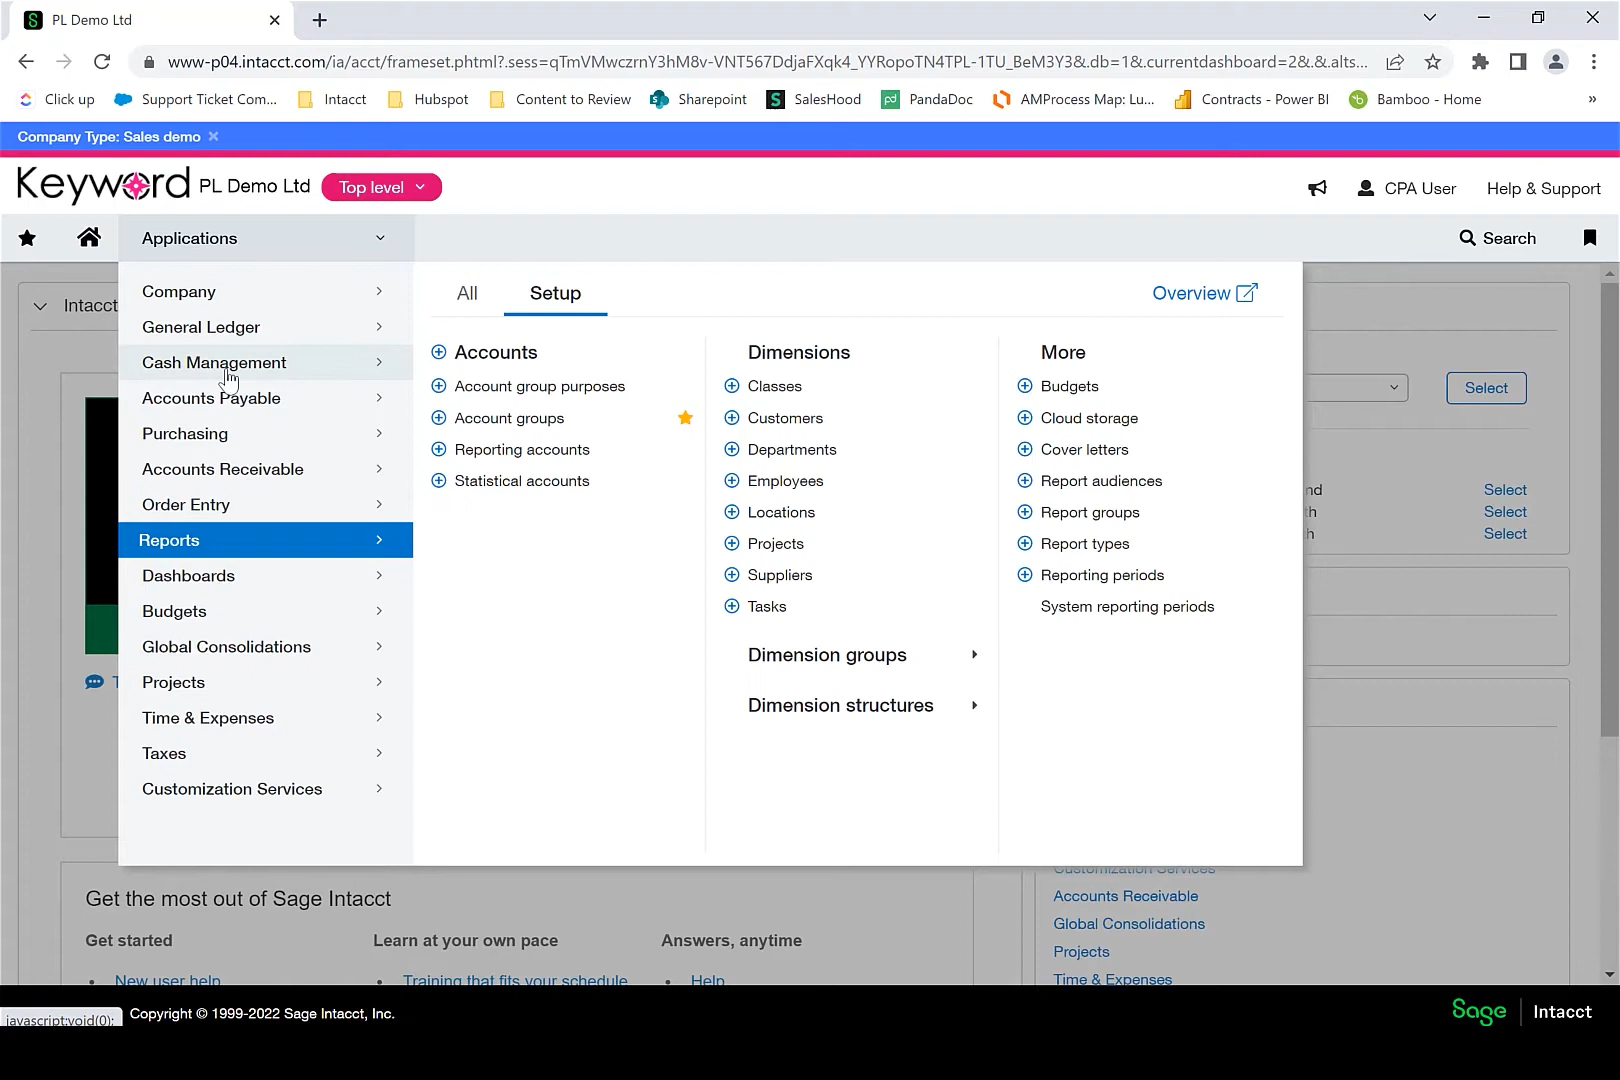 PL Demo Ltd
www-p04.intacct.com/ia/acct/frameset.phtml?.sess=qTmVMwczrnY3hM8v-VNT567DdjaFXqk4_YYRopoTN4TPL-1TU_BeM3Y3&.db=1&.currentdashboard=2&.&.alts...
Click up Support Ticket Com... Intacct Hubspot Content to Review Sharepoint SalesHood PandaDoc AMProcess Map: Lu... Contracts - Power BI Bamboo - Home »
Company Type: Sales demo
Keyword PL Demo Ltd Top level CPA User Help & Support
Applications Search
Intacct
Company
General Ledger
Cash Management
Accounts Payable
Purchasing
Accounts Receivable
Order Entry
Reports
Dashboards
Budgets
Global Consolidations
Projects
Time & Expenses
Taxes
Customization Services
All Setup Overview
Accounts
Account group purposes
Account groups
Reporting accounts
Statistical accounts
Dimensions
Classes
Customers
Departments
Employees
Locations
Projects
Suppliers
Tasks
Dimension groups
Dimension structures
More
Budgets
Cloud storage
Cover letters
Report audiences
Report groups
Report types
Reporting periods
System reporting periods
Select
nd Select
th Select
h Select
T
Get the most out of Sage Intacct
Get started Learn at your own pace Answers, anytime
New user help Training that fits your schedule Help
Customization Services
Accounts Receivable
Global Consolidations
Projects
Time & Expenses
javascript:void(0);
Copyright © 1999-2022 Sage Intacct, Inc.
Sage Intacct